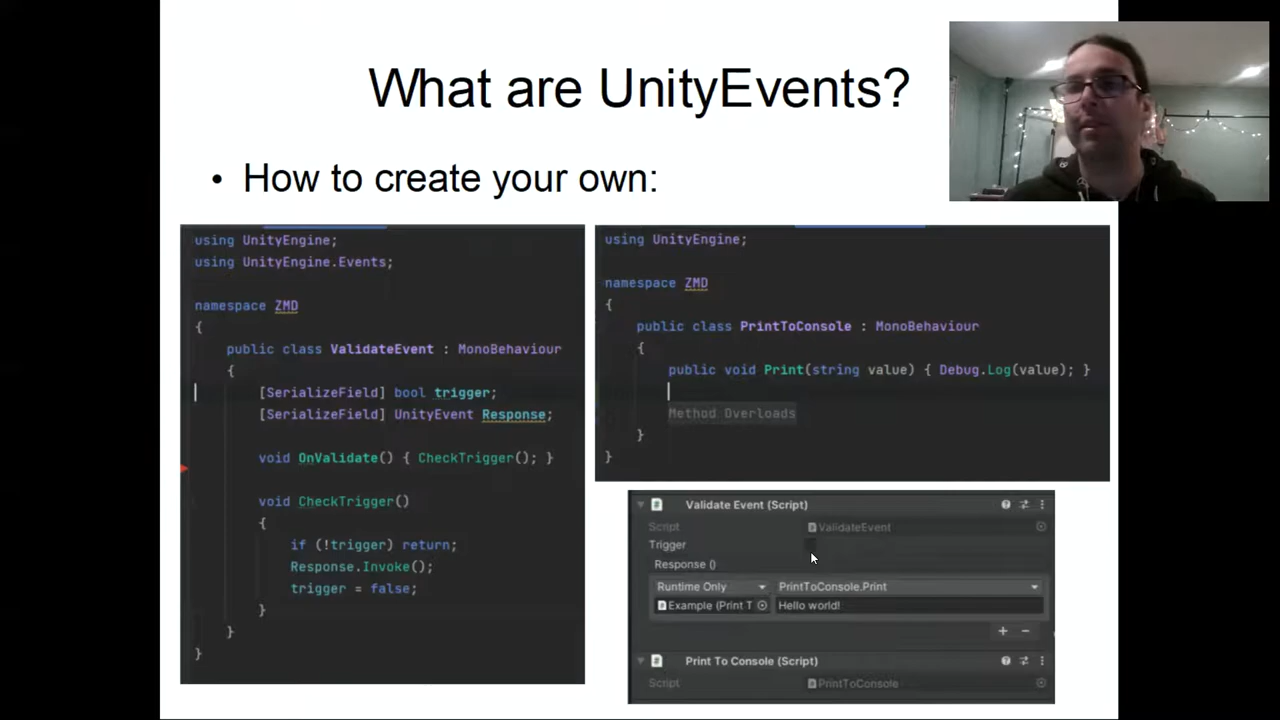 What are UnityEvents?
• How to create your own:
using UnityEngine;
using UnityEngine.Events;
namespace ZMD
{
public class ValidateEvent : MonoBehaviour
{
[SerializeField] bool trigger;
[SerializeField] UnityEvent Response;
void OnValidate() { CheckTrigger(); }
void CheckTrigger()
{
if (!trigger) return;
Response.Invoke();
trigger = false;
}
}
}
using UnityEngine;
namespace ZMD
{
public class PrintToConsole : MonoBehaviour
{
public void Print(string value) { Debug.Log(value); }
Method Overloads
}
}
Validate Event (Script)
Script ValidateEvent
Trigger
Response ()
Runtime Only PrintToConsole.Print
Example (Print T Hello world!
+ −
Print To Console (Script)
Script PrintToConsole